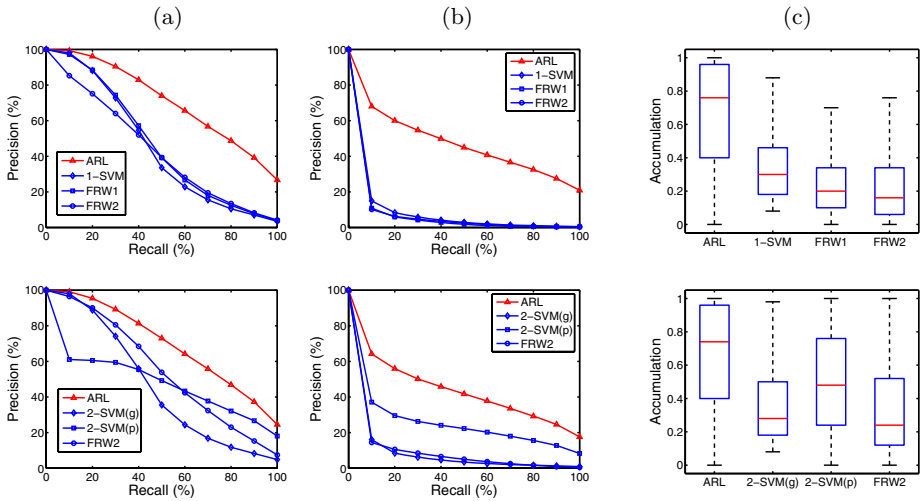 (a) (b) (c)
100
80
60
40
20
0
Precision (%)
0 20 40 60 80 100
Recall (%)
ARL
1−SVM
FRW1
FRW2
100
80
60
40
20
0
Precision (%)
0 20 40 60 80 100
Recall (%)
ARL
1−SVM
FRW1
FRW2
1
0.8
0.6
0.4
0.2
0
Accumulation
ARL 1−SVM FRW1 FRW2
100
80
60
40
20
0
Precision (%)
0 20 40 60 80 100
Recall (%)
ARL
2−SVM(g)
2−SVM(p)
FRW2
100
80
60
40
20
0
Precision (%)
0 20 40 60 80 100
Recall (%)
ARL
2−SVM(g)
2−SVM(p)
FRW2
1
0.8
0.6
0.4
0.2
0
Accumulation
ARL 2−SVM(g) 2−SVM(p) FRW2